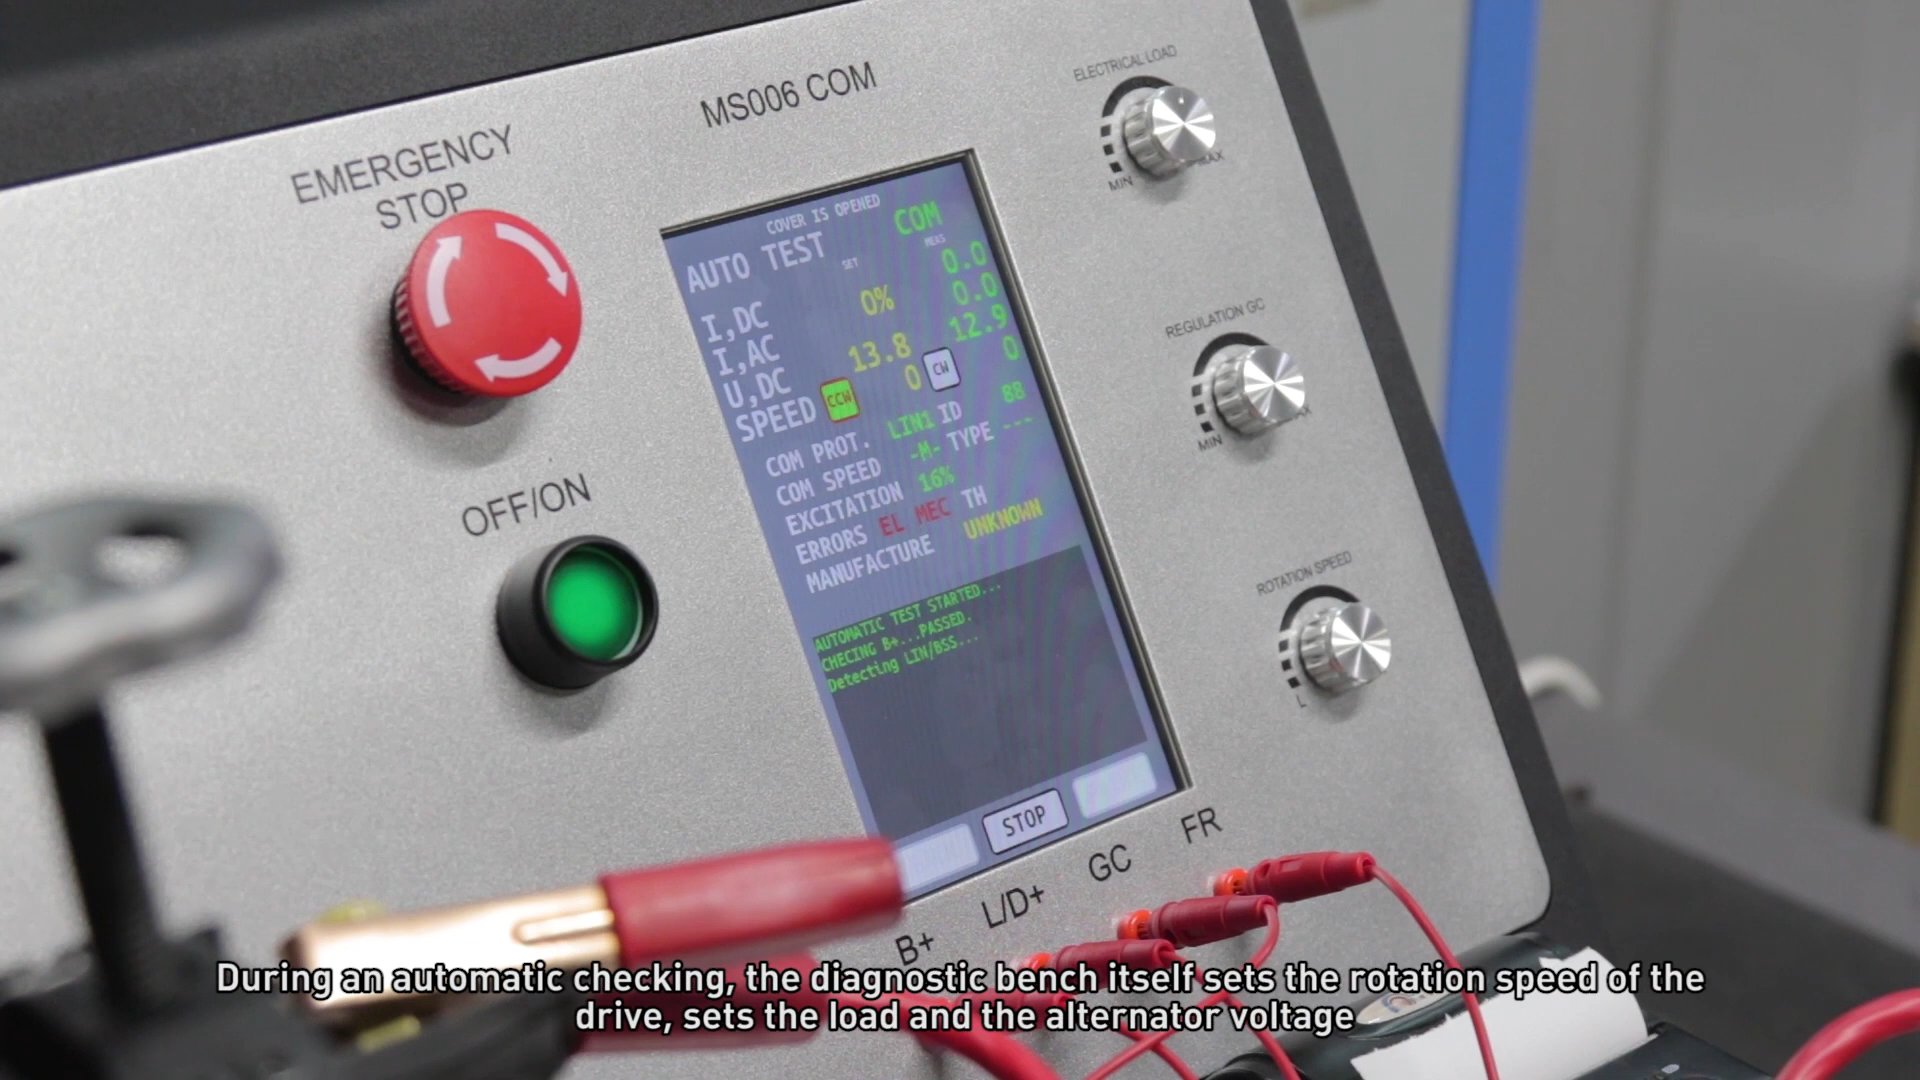 MS006 COM
EMERGENCY
STOP
OFF/ON
COVER IS OPENED
AUTO TEST COM
SET MEAS
I,DC 0% 0.0
I,AC 0.0
U,DC 13.8 12.9
SPEED CCW 0 CW 0
COM PROT. LIN1 ID 88
COM SPEED -M- TYPE ---
EXCITATION 16%
ERRORS EL MEC TH
MANUFACTURE UNKNOWN
AUTOMATIC TEST STARTED...
CHECING B+...PASSED.
Detecting LIN/BSS...
STOP
ELECTRICAL LOAD
MIN MAX
REGULATION GC
MIN
ROTATION SPEED
L
B+ L/D+ GC FR
During an automatic checking, the diagnostic bench itself sets the rotation speed of the
drive, sets the load and the alternator voltage